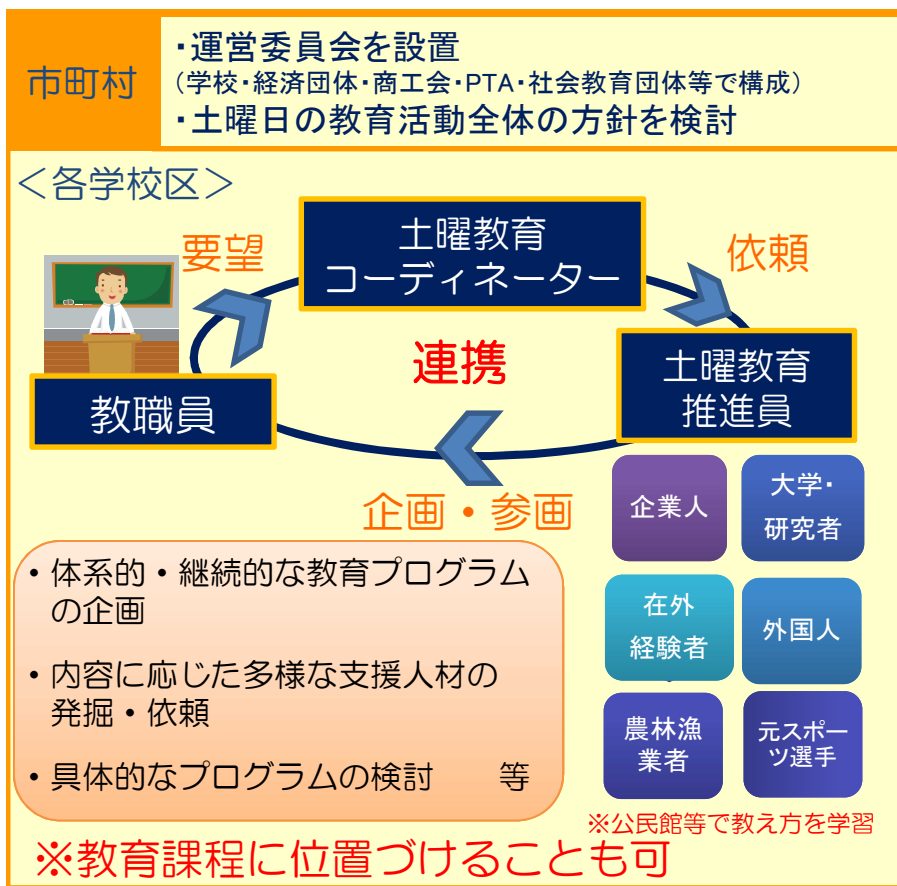 市町村
・運営委員会を設置
（学校・経済団体・商工会・PTA・社会教育団体等で構成）
・土曜日の教育活動全体の方針を検討
＜各学校区＞
要望
土曜教育
コーディネーター
依頼
連携
教職員
土曜教育
推進員
企画・参画
企業人
大学・
研究者
在外
経験者
外国人
農林漁
業者
元スポー
ツ選手
・体系的・継続的な教育プログラム
の企画
・内容に応じた多様な支援人材の
発掘・依頼
・具体的なプログラムの検討　　等
※公民館等で教え方を学習
※教育課程に位置づけることも可